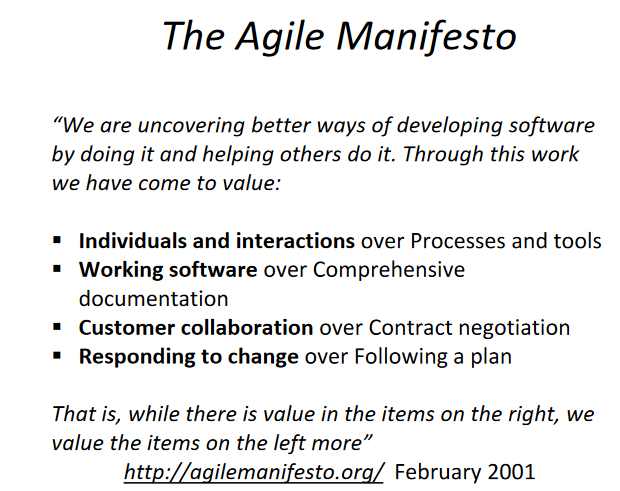 The Agile Manifesto
“We are uncovering better ways of developing software
by doing it and helping others do it. Through this work
we have come to value:
▪ Individuals and interactions over Processes and tools
▪ Working software over Comprehensive
documentation
▪ Customer collaboration over Contract negotiation
▪ Responding to change over Following a plan
That is, while there is value in the items on the right, we
value the items on the left more”
http://agilemanifesto.org/ February 2001